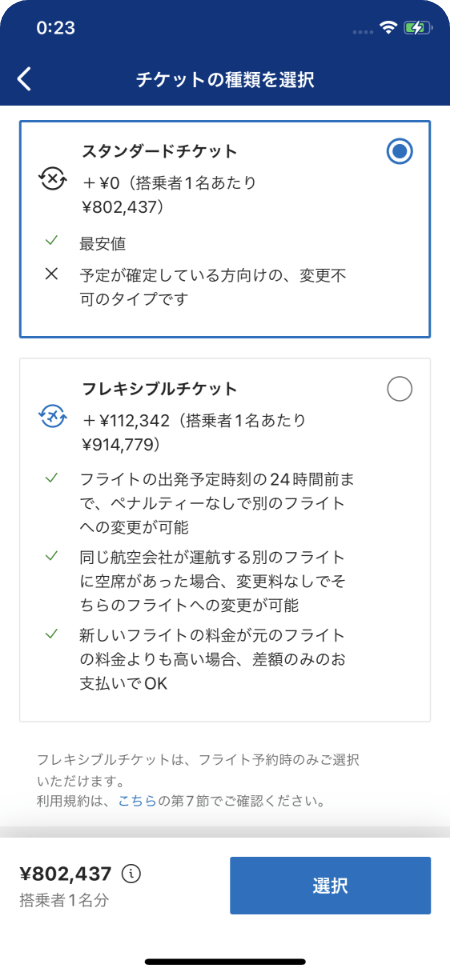 0:23
チケットの種類を選択
スタンダードチケット
＋¥0（搭乗者1名あたり
¥802,437）
最安値
予定が確定している方向けの、変更不
可のタイプです
フレキシブルチケット
＋¥112,342（搭乗者1名あたり
¥914,779）
フライトの出発予定時刻の24時間前ま
で、ペナルティーなしで別のフライト
への変更が可能
同じ航空会社が運航する別のフライト
に空席があった場合、変更料なしでそ
ちらのフライトへの変更が可能
新しいフライトの料金が元のフライト
の料金よりも高い場合、差額のみのお
支払いでOK
フレキシブルチケットは、フライト予約時のみご選択
いただけます。
利用規約は、こちらの第7節でご確認ください。
¥802,437
搭乗者1名分
選択